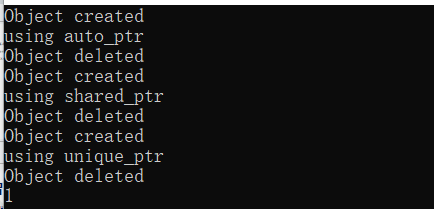 Object created
using auto_ptr
Object deleted
Object created
using shared_ptr
Object deleted
Object created
using unique_ptr
Object deleted
1